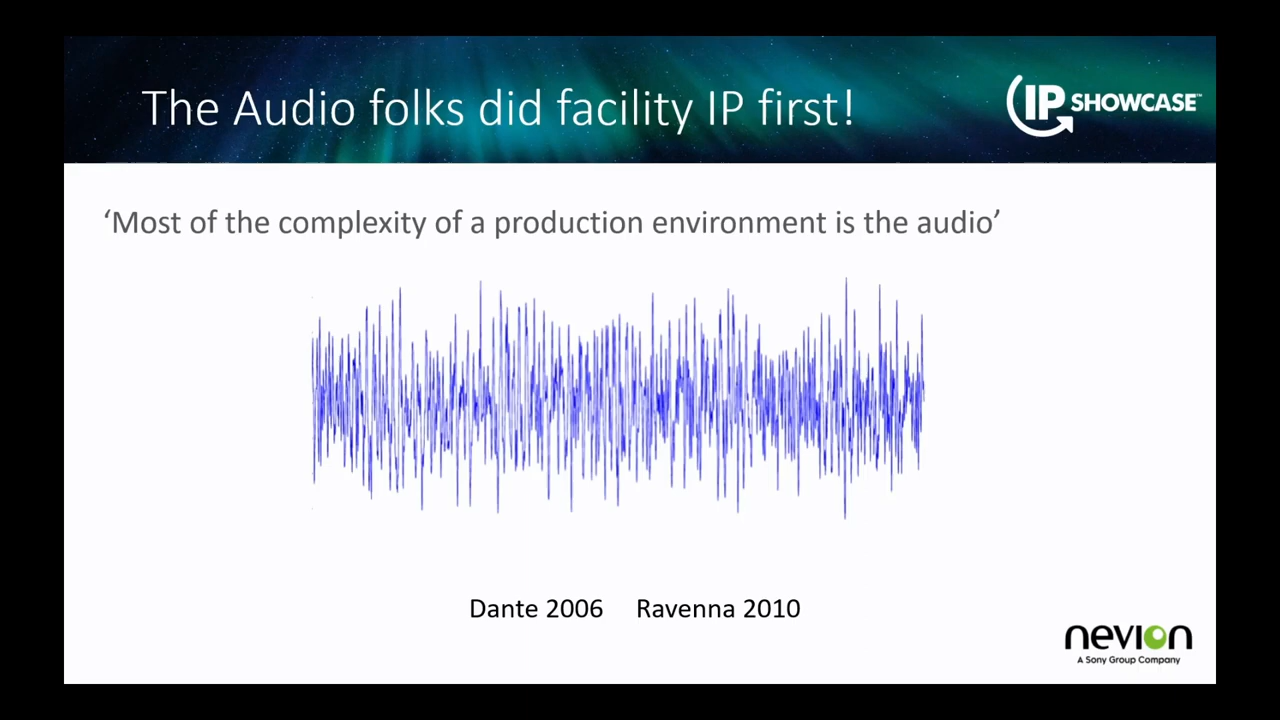 The Audio folks did facility IP first!
IP SHOWCASE™
‘Most of the complexity of a production environment is the audio’
Dante 2006 Ravenna 2010
nevion
A Sony Group Company